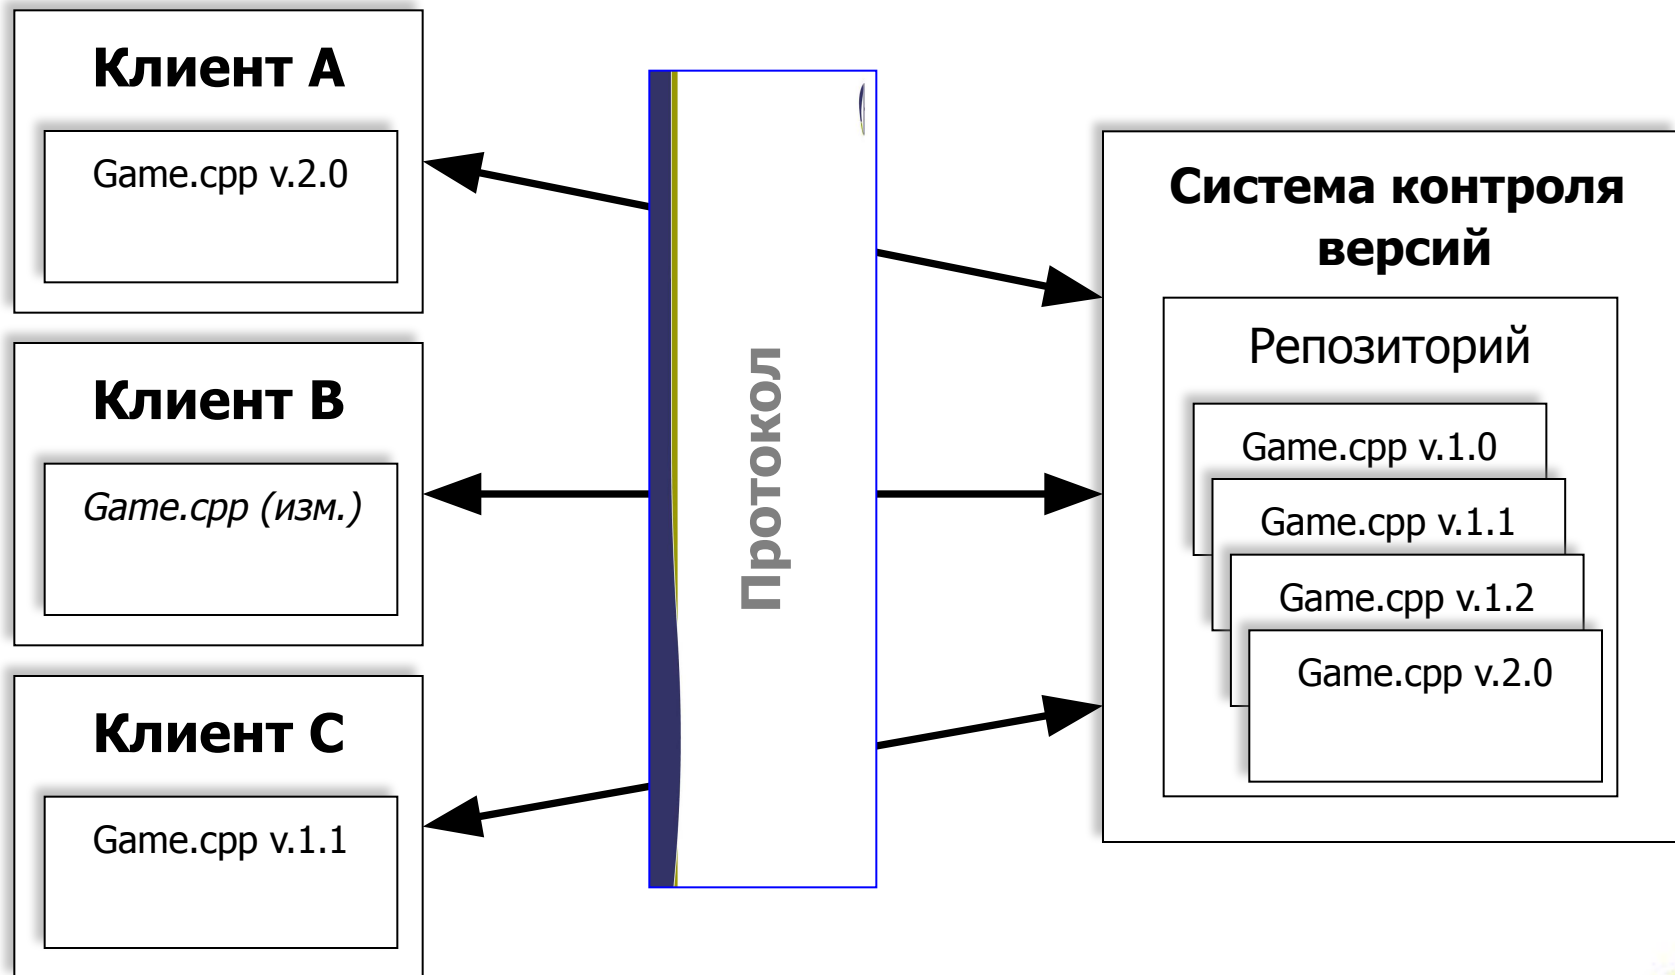 Клиент A
Game.cpp v.2.0
Клиент B
Game.cpp (изм.)
Клиент C
Game.cpp v.1.1
Протокол
Система контроля
версий
Репозиторий
Game.cpp v.1.0
Game.cpp v.1.1
Game.cpp v.1.2
Game.cpp v.2.0